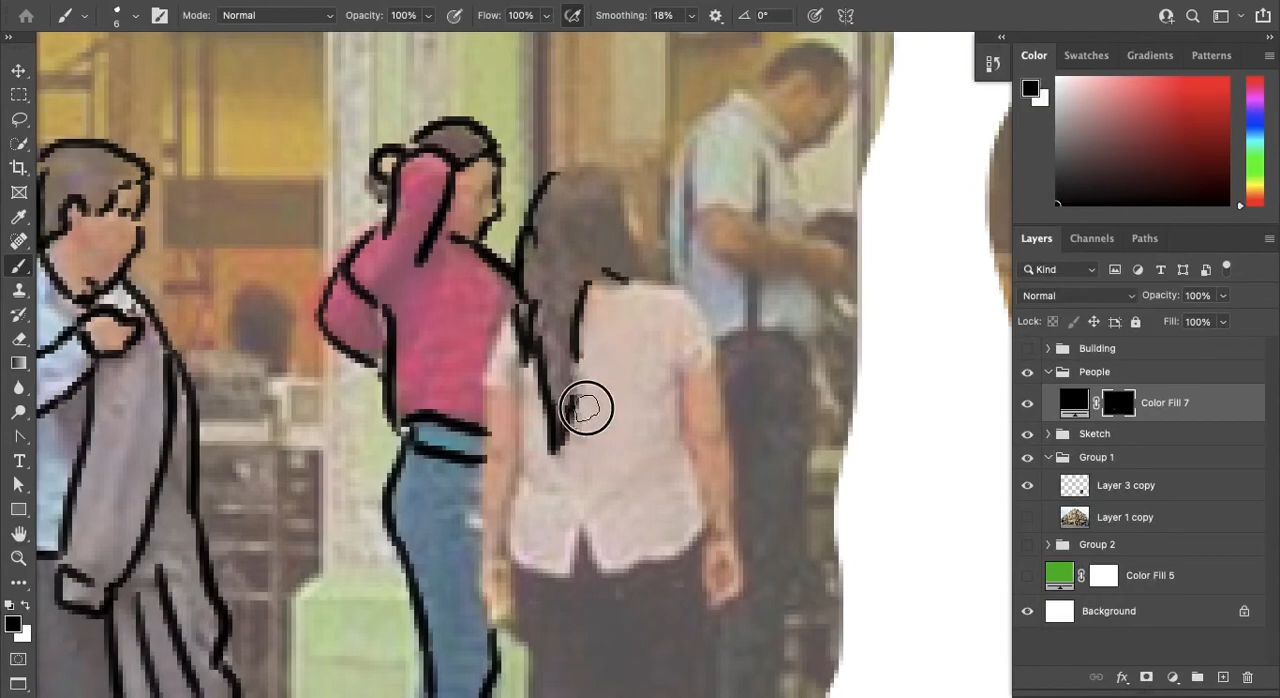 6 Mode: Normal Opacity: 100% Flow: 100% Smoothing: 18% 0°
Color Swatches Gradients Patterns
Layers Channels Paths
Kind
Normal Opacity: 100%
Lock: Fill: 100%
Building
People
Color Fill 7
Sketch
Group 1
Layer 3 copy
Layer 1 copy
Group 2
Color Fill 5
Background